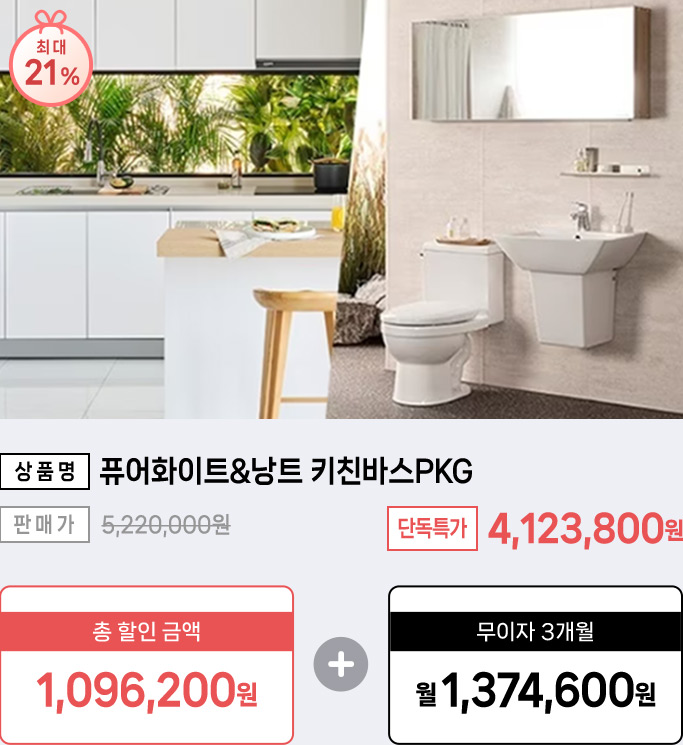 최대
21%
상품명 퓨어화이트&낭트 키친바스PKG
판매가 5,220,000원
단독특가 4,123,800원
총 할인 금액
1,096,200원
무이자 3개월
월 1,374,600원